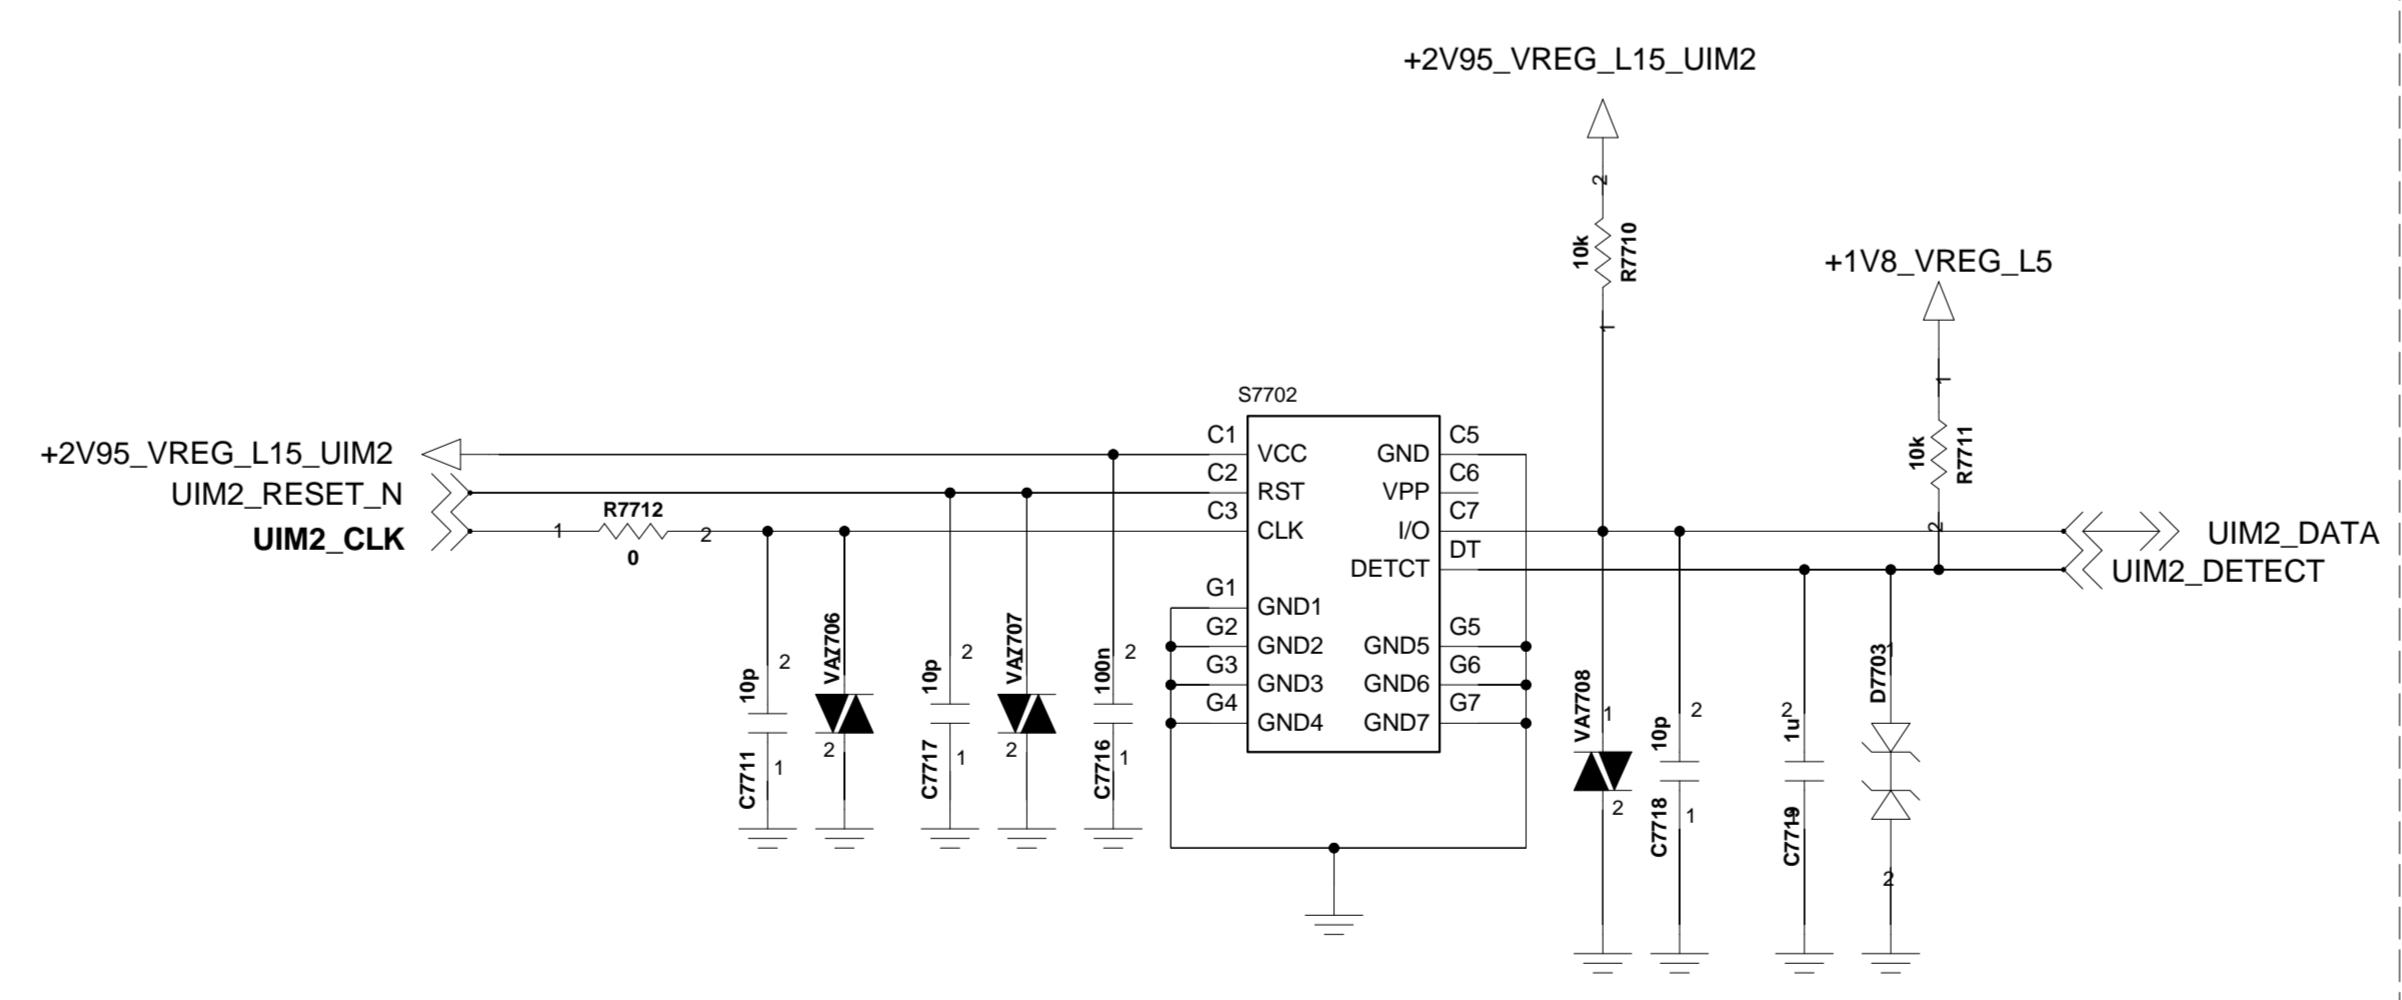 +2V95_VREG_L15_UIM2
2
10k
R7710
1
+1V8_VREG_L5
1
10k
R7711
2
S7702
+2V95_VREG_L15_UIM2
UIM2_RESET_N
UIM2_CLK
1
R7712
0
2
C1
VCC
C2
RST
C3
CLK
G1
GND1
G2
GND2
G3
GND3
G4
GND4
C5
GND
C6
VPP
C7
I/O
DT
DETCT
G5
GND5
G6
GND6
G7
GND7
UIM2_DATA
UIM2_DETECT
10p
2
C7711
1
VA7706
2
10p
2
C7717
1
VA7707
2
100n
2
C7716
1
VA7708
1
2
10p
2
C7718
1
2
1u
C7719
1
D7703
1
2